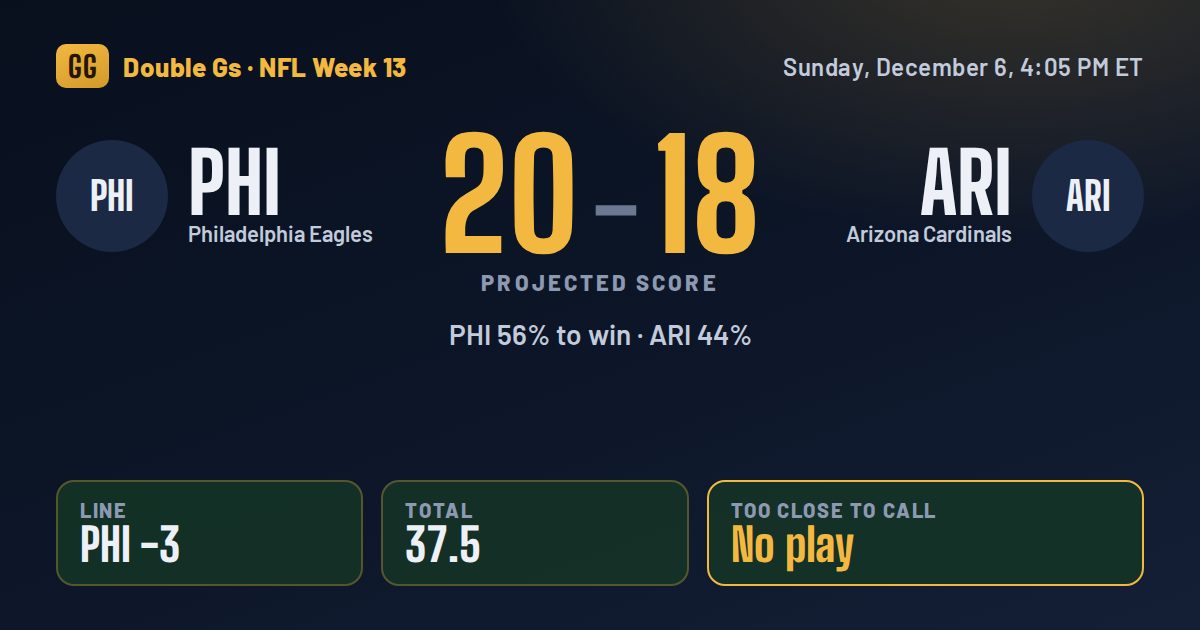 GG Double Gs · NFL Week 13
Sunday, December 6, 4:05 PM ET
PHI
PHI
Philadelphia Eagles
20 – 18
ARI
Arizona Cardinals
ARI
PROJECTED SCORE
PHI 56% to win · ARI 44%
LINE
PHI −3
TOTAL
37.5
TOO CLOSE TO CALL
No play